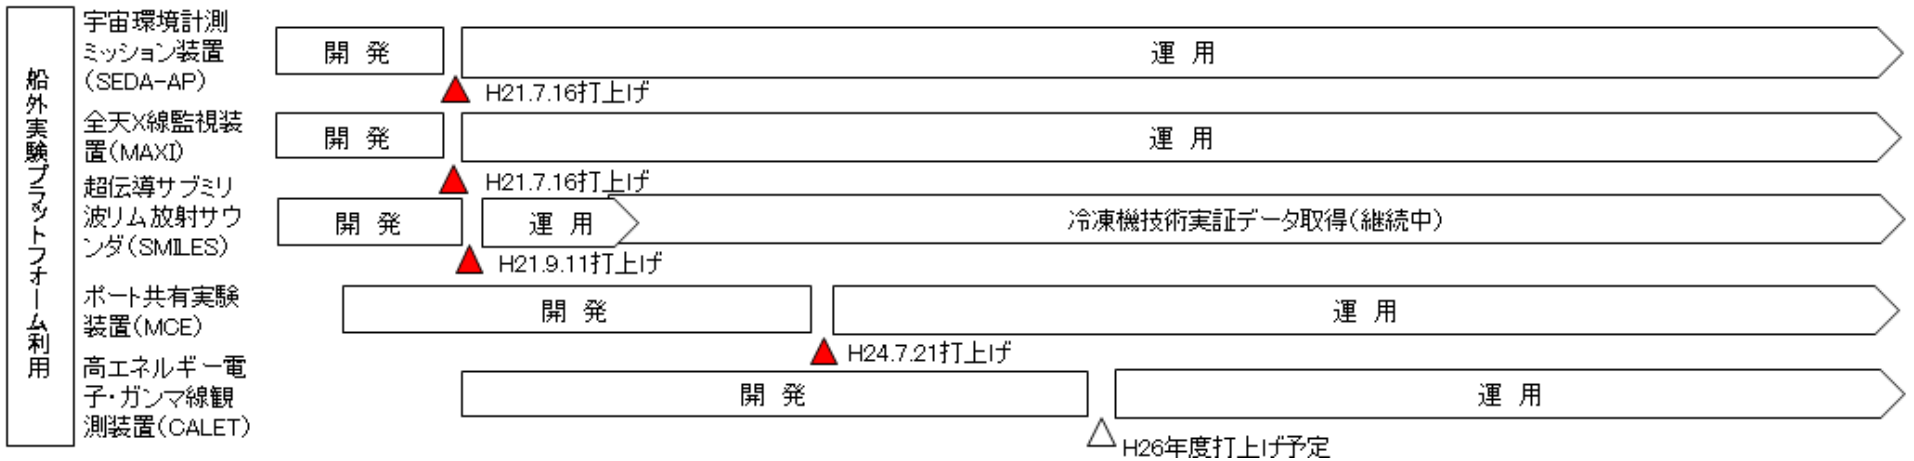 船外実験プラットフォーム利用
宇宙環境計測
ミッション装置
(SEDA-AP)
開 発
運 用
H21.7.16打上げ
全天X線監視装
置(MAXI)
開 発
運 用
H21.7.16打上げ
超伝導サブミリ
波リム放射サウ
ンダ(SMILES)
開 発
運 用
冷凍機技術実証データ取得(継続中)
H21.9.11打上げ
ポート共有実験
装置(MCE)
開 発
運 用
H24.7.21打上げ
高エネルギー電
子・ガンマ線観
測装置(CALET)
開 発
運 用
H26年度打上げ予定